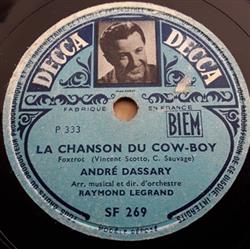 DECCA
DECCA
FABRIQUÉ EN FRANCE
P 333
BIEM
LA CHANSON DU COW-BOY
Foxtrot (Vincent Scotto, C. Sauvage)
ANDRÉ DASSARY
Arr. musical et dir. d'orchestre
RAYMOND LEGRAND
SF 269